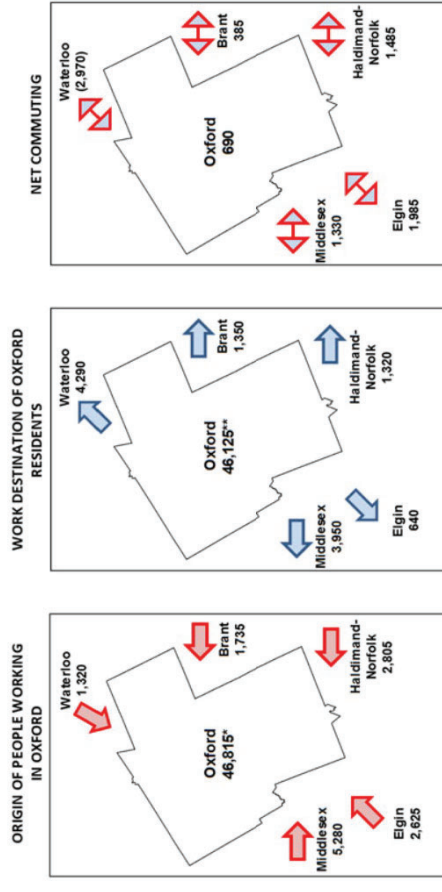 ORIGIN OF PEOPLE WORKING
IN OXFORD
Waterloo
1,320
Brant
1,735
Oxford
46,815*
Middlesex
5,280
Haldimand-
Norfolk
2,805
Elgin
2,625
WORK DESTINATION OF OXFORD
RESIDENTS
Waterloo
4,290
Brant
1,350
Oxford
46,125**
Middlesex
3,950
Haldimand-
Norfolk
1,320
Elgin
640
NET COMMUTING
Waterloo
(2,970)
Brant
385
Oxford
690
Middlesex
1,330
Haldimand-
Norfolk
1,485
Elgin
1,985